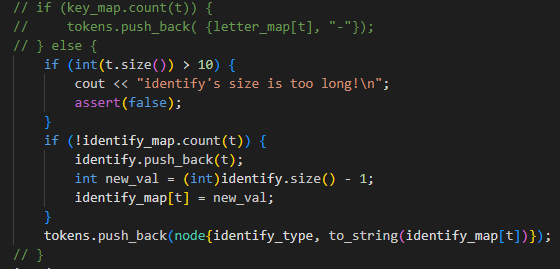 // if (key_map.count(t)) {
//     tokens.push_back( {letter_map[t], "-"});
// } else {
    if (int(t.size()) > 10) {
        cout << "identify's size is too long!\n";
        assert(false);
    }
    if (!identify_map.count(t)) {
        identify.push_back(t);
        int new_val = (int)identify.size() - 1;
        identify_map[t] = new_val;
    }
    tokens.push_back(node{identify_type, to_string(identify_map[t])});
// }